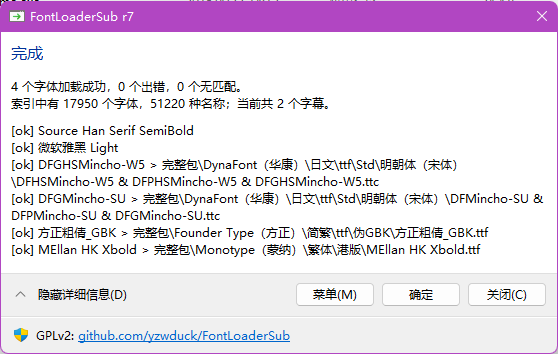 FontLoaderSub r7
完成
4 个字体加载成功，0 个出错，0 个无匹配。
索引中有 17950 个字体，51220 种名称；当前共 2 个字幕。
[ok] Source Han Serif SemiBold
[ok] 微软雅黑 Light
[ok] DFGHSMincho-W5 > 完整包\DynaFont（华康）\日文\ttf\Std\明朝体（宋体）
\DFHSMincho-W5 & DFPHSMincho-W5 & DFGHSMincho-W5.ttc
[ok] DFGMincho-SU > 完整包\DynaFont（华康）\日文\ttf\Std\明朝体（宋体）\DFMincho-SU &
DFPMincho-SU & DFGMincho-SU.ttc
[ok] 方正粗倩_GBK > 完整包\Founder Type（方正）\简繁\ttf\伪GBK\方正粗倩_GBK.ttf
[ok] MEllan HK Xbold > 完整包\Monotype（蒙纳）\繁体\港版\MEllan HK Xbold.ttf
隐藏详细信息(D)
菜单(M)
确定
关闭(C)
GPLv2: github.com/yzwduck/FontLoaderSub